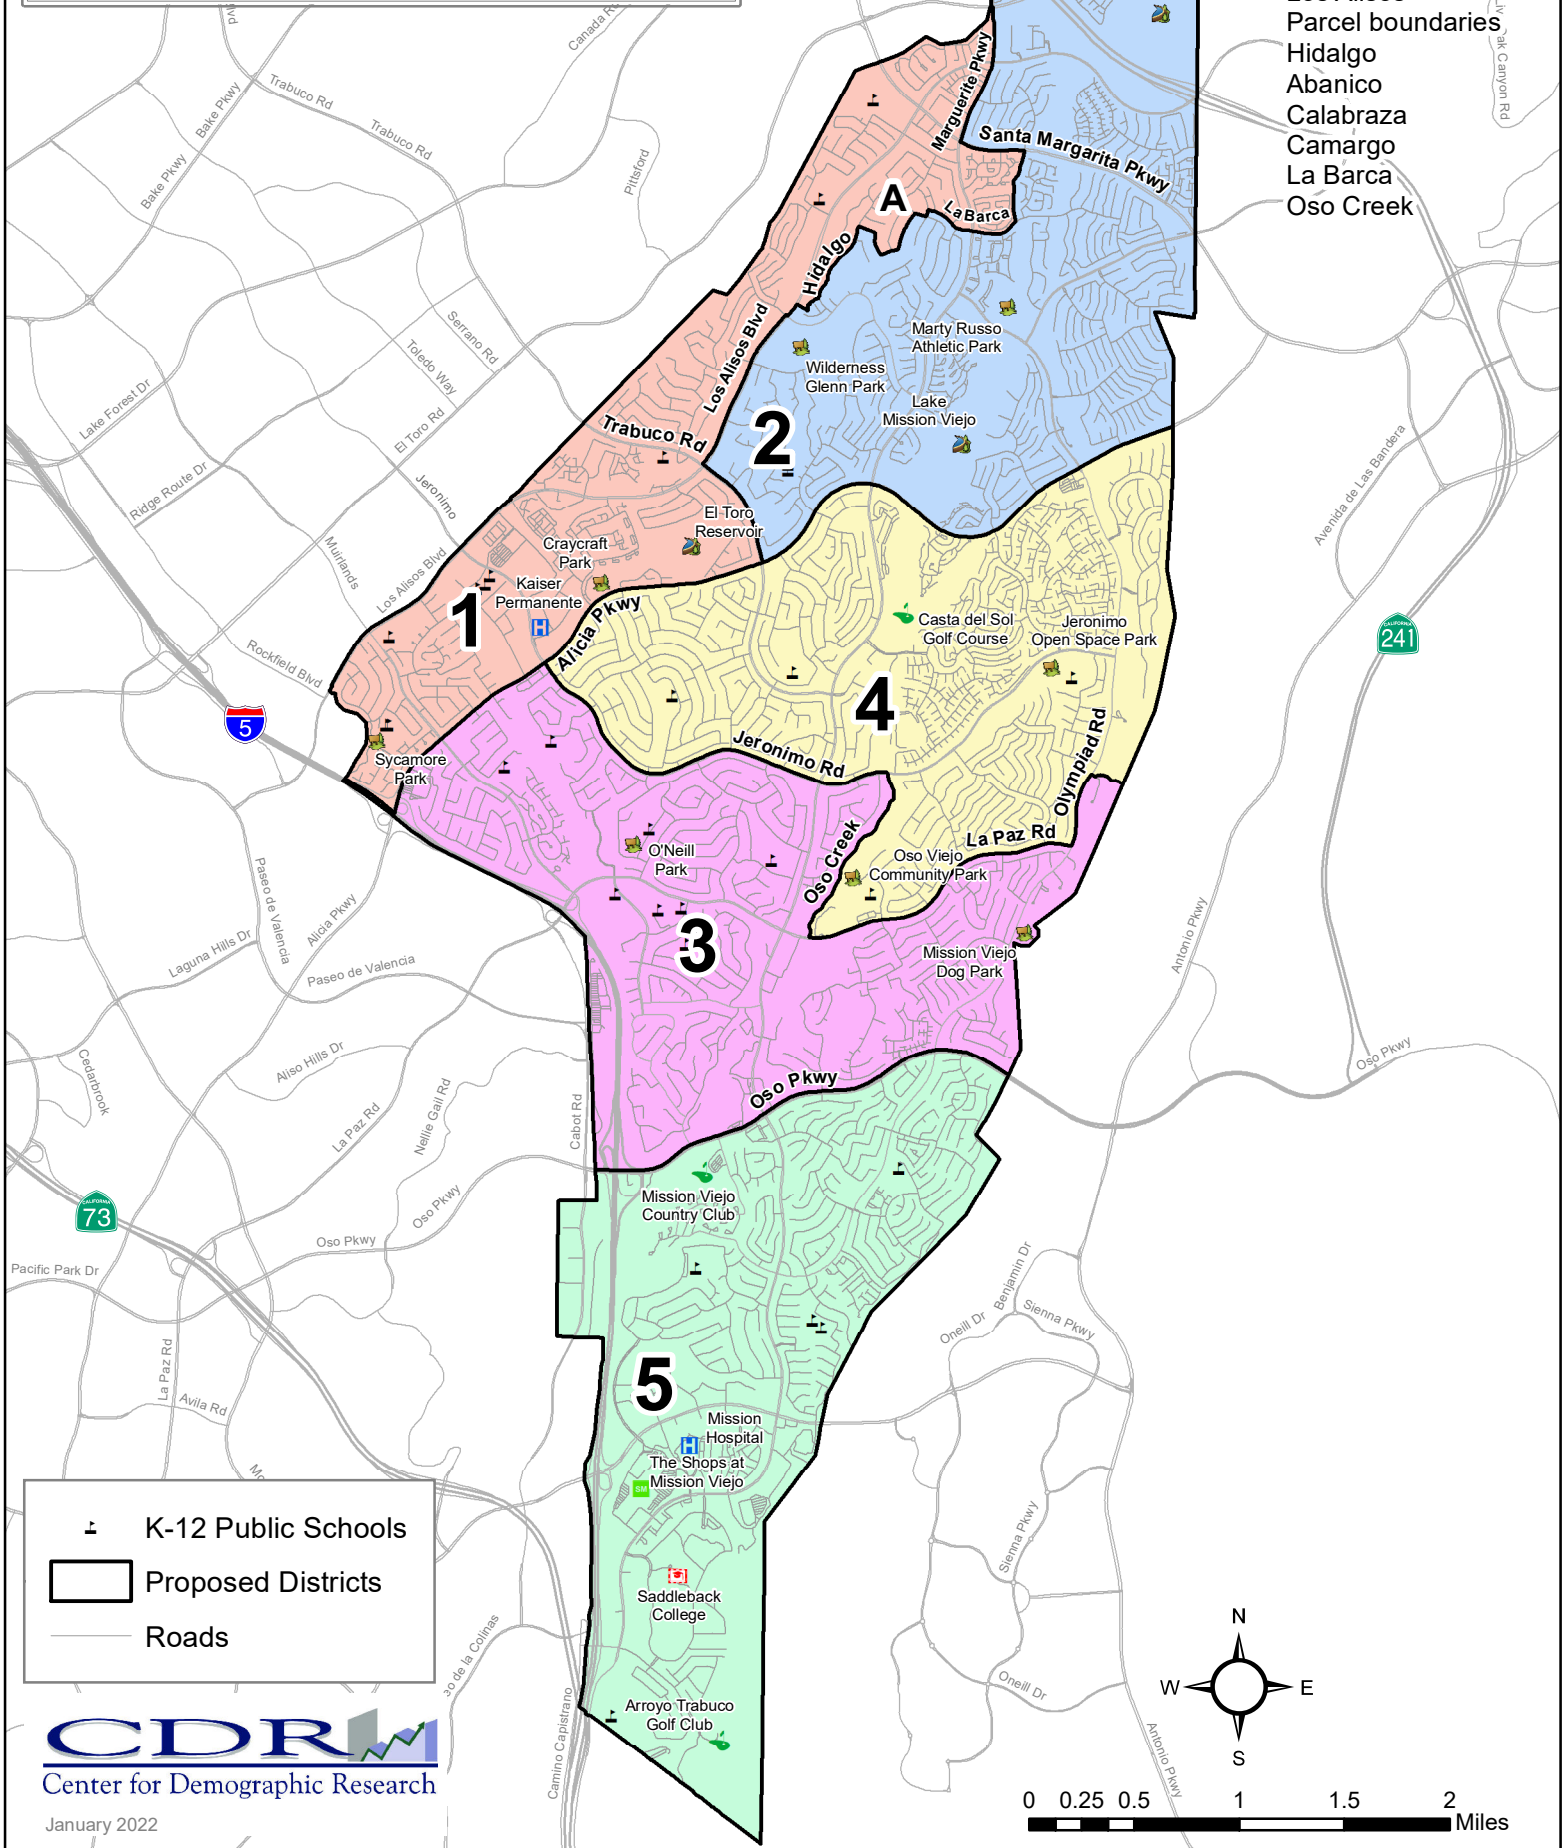 Parcel boundaries
Hidalgo
Abanico
Calabraza
Camargo
La Barca
Oso Creek
Canada Rd
Trabuco Rd
Bake Pkwy
Trabuco Rd
Bake Pkwy
Pittsford
Marguerite Pkwy
Santa Margarita Pkwy
A
La Barca
Hidalgo
Los Alisos Blvd
Serrano Rd
Toledo Way
Lake Forest Dr
El Toro Rd
Ridge Route Dr
Jeronimo
Muirlands
Los Alisos Blvd
Rockfield Blvd
Marty Russo
Athletic Park
Wilderness
Glenn Park
Lake
Mission Viejo
2
Trabuco Rd
El Toro
Reservoir
Craycraft
Park
Kaiser
Permanente
H
1
Alicia Pkwy
Casta del Sol
Golf Course
Jeronimo
Open Space Park
Avenida de Las Bandera
CALIFORNIA
241
5
4
Sycamore
Park
Jeronimo Rd
Olympiad Rd
La Paz Rd
Oso Creek
Oso Viejo
Community Park
O'Neill
Park
3
Mission Viejo
Dog Park
Paseo de Valencia
Alicia Pkwy
Laguna Hills Dr
Paseo de Valencia
Antonio Pkwy
Cedarbrook
Aliso Hills Dr
La Paz Rd
Nellie Gail Rd
Cabot Rd
Oso Pkwy
Oso Pkwy
CALIFORNIA
73
Oso Pkwy
Oso Pkwy
Pacific Park Dr
La Paz Rd
Avila Rd
Mission Viejo
Country Club
5
Mission
Hospital
H
The Shops at
Mission Viejo
SM
Benjamin Dr
Oneill Dr
Sienna Pkwy
Sienna Pkwy
Oneill Dr
Antonio Pkwy
Saddleback
College
Arroyo Trabuco
Golf Club
Camino Capistrano
K-12 Public Schools
Proposed Districts
Roads
CDR
Center for Demographic Research
January 2022
N
W E
S
0 0.25 0.5 1 1.5 2
Miles